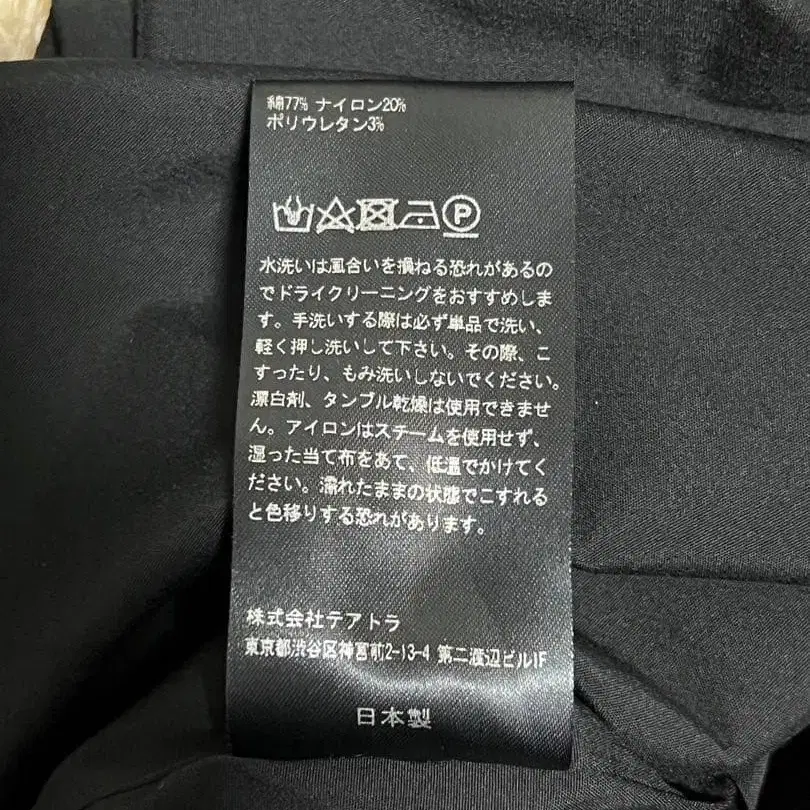 綿77% ナイロン20%
ポリウレタン3%
P
水洗いは風合いを損ねる恐れがあるの
でドライクリーニングをおすすめしま
す。手洗いする際は必ず単品で洗い、
軽く押し洗いして下さい。その際、こ
すったり、もみ洗いしないでください。
漂白剤、タンブル乾燥は使用できませ
ん。アイロンはスチームを使用せず、
湿った当て布をあて、低温でかけてく
ださい。濡れたままの状態でこすれる
と色移りする恐れがあります。
株式会社テアトラ
東京都渋谷区神宮前2-13-4 第二渡辺ビル1F
日本製